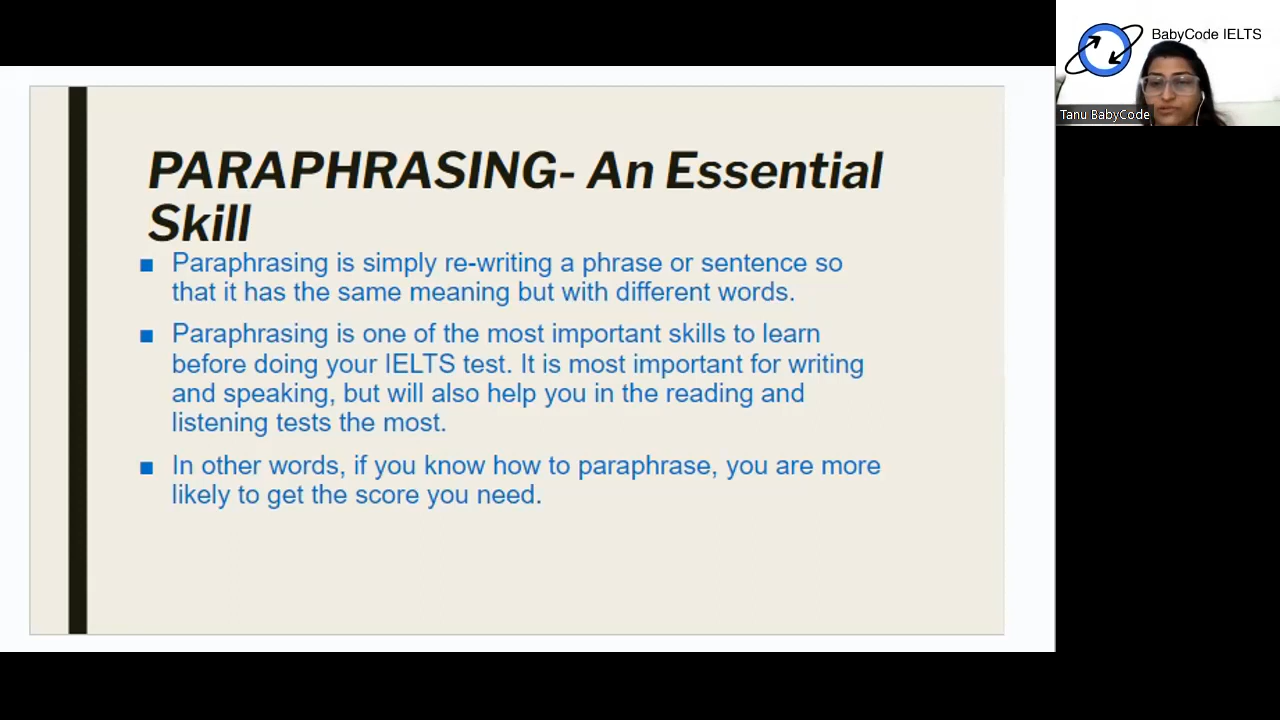 BabyCode IELTS
Tanu BabyCode
PARAPHRASING- An Essential
Skill
■ Paraphrasing is simply re-writing a phrase or sentence so
that it has the same meaning but with different words.
■ Paraphrasing is one of the most important skills to learn
before doing your IELTS test. It is most important for writing
and speaking, but will also help you in the reading and
listening tests the most.
■ In other words, if you know how to paraphrase, you are more
likely to get the score you need.